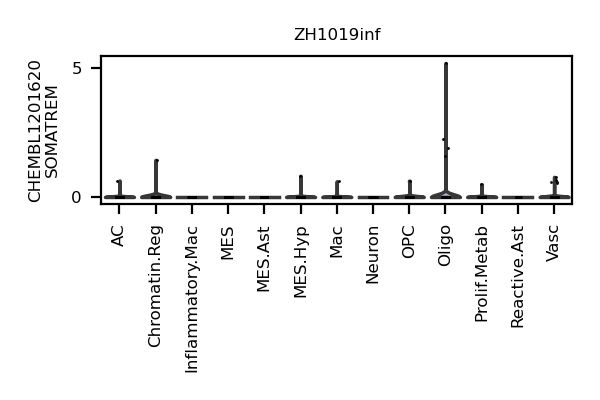 ZH1019inf
CHEMBL1201620
SOMATREM
5
0
AC
Chromatin.Reg
Inflammatory.Mac
MES
MES.Ast
MES.Hyp
Mac
Neuron
OPC
Oligo
Prolif.Metab
Reactive.Ast
Vasc